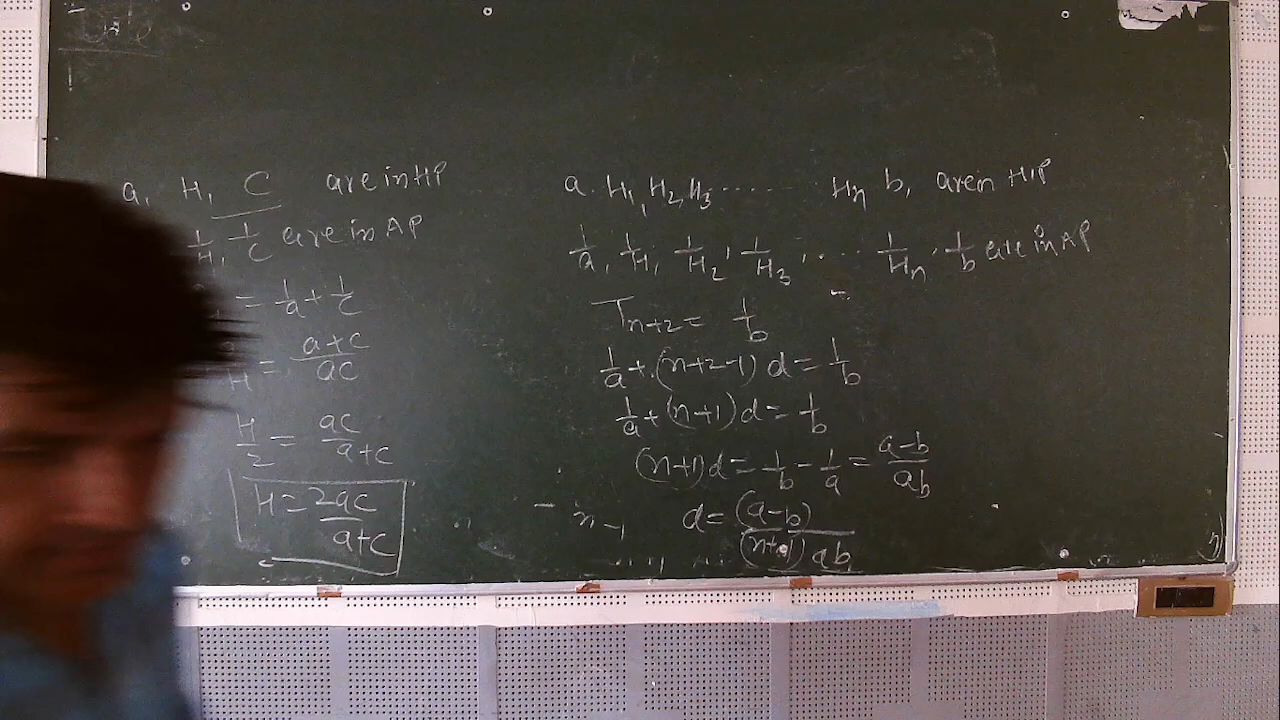 a, H, C are in HP
1/H, 1/C are in AP
= 1/a + 1/c
/H = a+c/ac
H/2 = ac/a+c
H = 2ac/a+c
a. H1, H2, H3 ........ Hn b, are n H.P
1/a, 1/H1, 1/H2, 1/H3, .... 1/Hn, 1/b are in AP
Tn+2 = 1/b
1/a + (n+2-1) d = 1/b
1/a + (n+1) d = 1/b
(n+1) d = 1/b - 1/a = a-b/ab
d = (a-b)/(n+1) ab